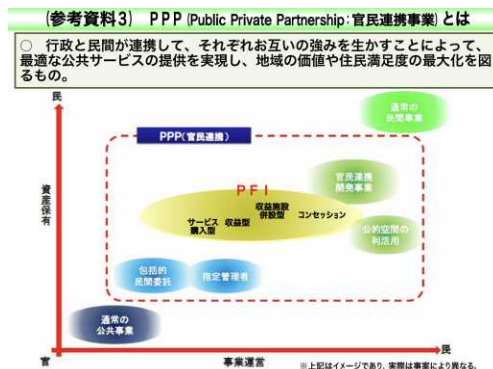 (参考資料3) PPP (Public Private Partnership:官民連携事業)とは
○ 行政と民間が連携して、それぞれお互いの強みを生かすことによって、
最適な公共サービスの提供を実現し、地域の価値や住民満足度の最大化を図
るもの。
民
通常の
民間事業
PPP(官民連携)
官民連携
開発事業
PFI
資産保有
収益施設
併設型
コンセッション
サービス
購入型
収益型
公的空間の
利活用
包括的
民間委託
指定管理者
通常の
公共事業
官
事業運営
民
※上記はイメージであり、実際は事案により異なる。